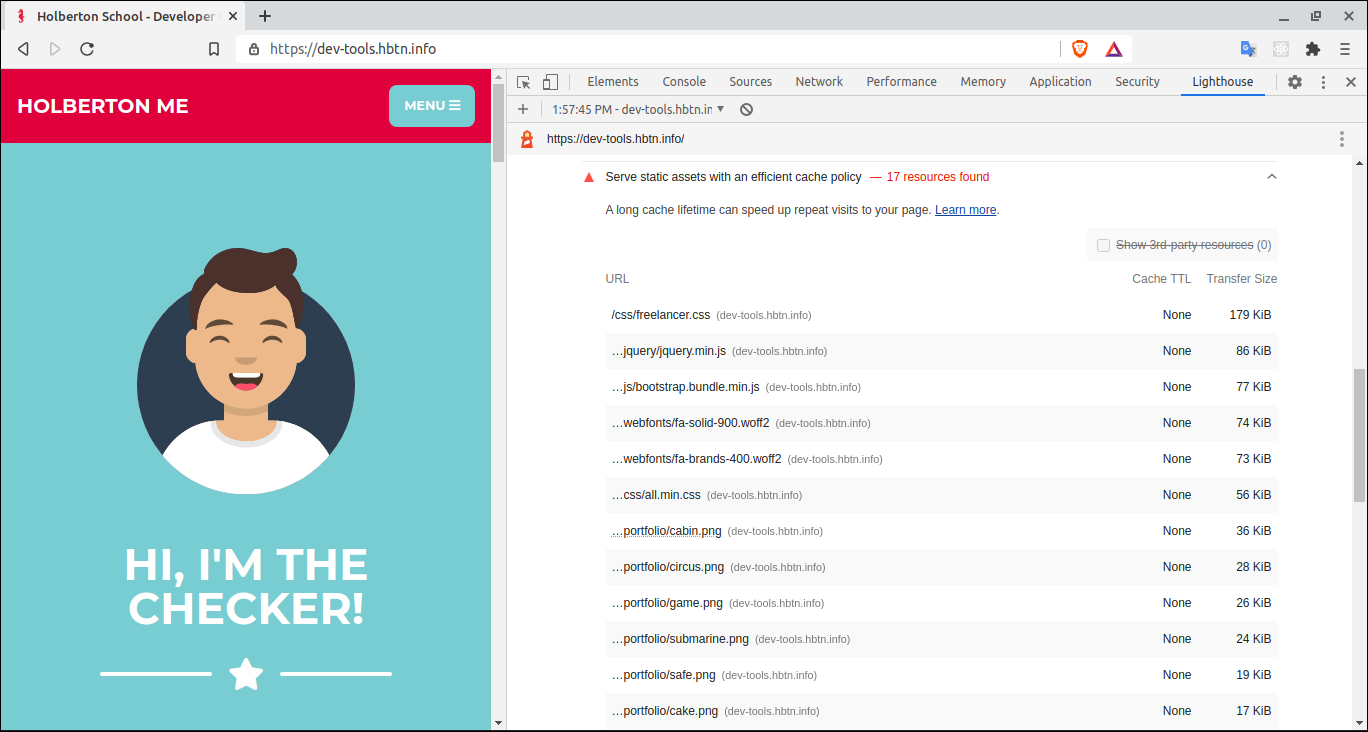 Holberton School - Developer
https://dev-tools.hbtn.info
HOLBERTON ME
MENU
HI, I'M THE
CHECKER!
Elements Console Sources Network Performance Memory Application Security Lighthouse
1:57:45 PM - dev-tools.hbtn.in
https://dev-tools.hbtn.info/
Serve static assets with an efficient cache policy — 17 resources found
A long cache lifetime can speed up repeat visits to your page. Learn more.
Show 3rd-party resources (0)
URL Cache TTL Transfer Size
/css/freelancer.css (dev-tools.hbtn.info) None 179 KiB
…jquery/jquery.min.js (dev-tools.hbtn.info) None 86 KiB
…js/bootstrap.bundle.min.js (dev-tools.hbtn.info) None 77 KiB
…webfonts/fa-solid-900.woff2 (dev-tools.hbtn.info) None 74 KiB
…webfonts/fa-brands-400.woff2 (dev-tools.hbtn.info) None 73 KiB
…css/all.min.css (dev-tools.hbtn.info) None 56 KiB
…portfolio/cabin.png (dev-tools.hbtn.info) None 36 KiB
…portfolio/circus.png (dev-tools.hbtn.info) None 28 KiB
…portfolio/game.png (dev-tools.hbtn.info) None 26 KiB
…portfolio/submarine.png (dev-tools.hbtn.info) None 24 KiB
…portfolio/safe.png (dev-tools.hbtn.info) None 19 KiB
…portfolio/cake.png (dev-tools.hbtn.info) None 17 KiB